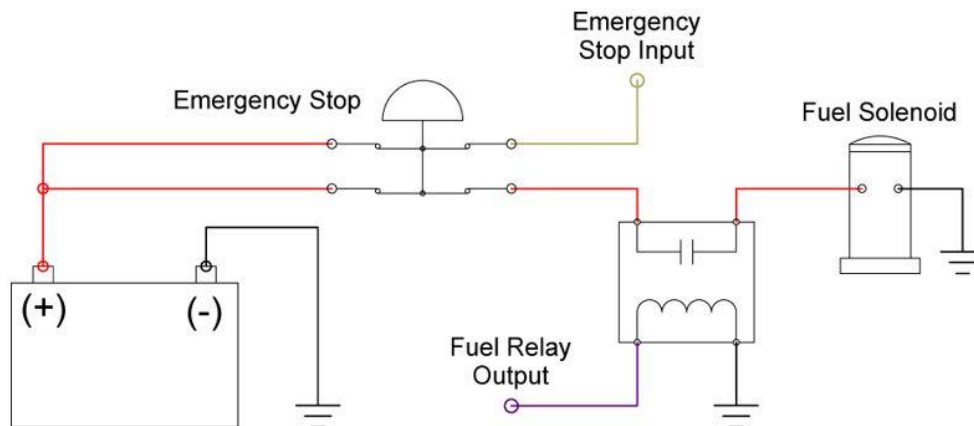 Emergency
Stop Input
Emergency Stop
Fuel Solenoid
(+)
(-)
Fuel Relay
Output